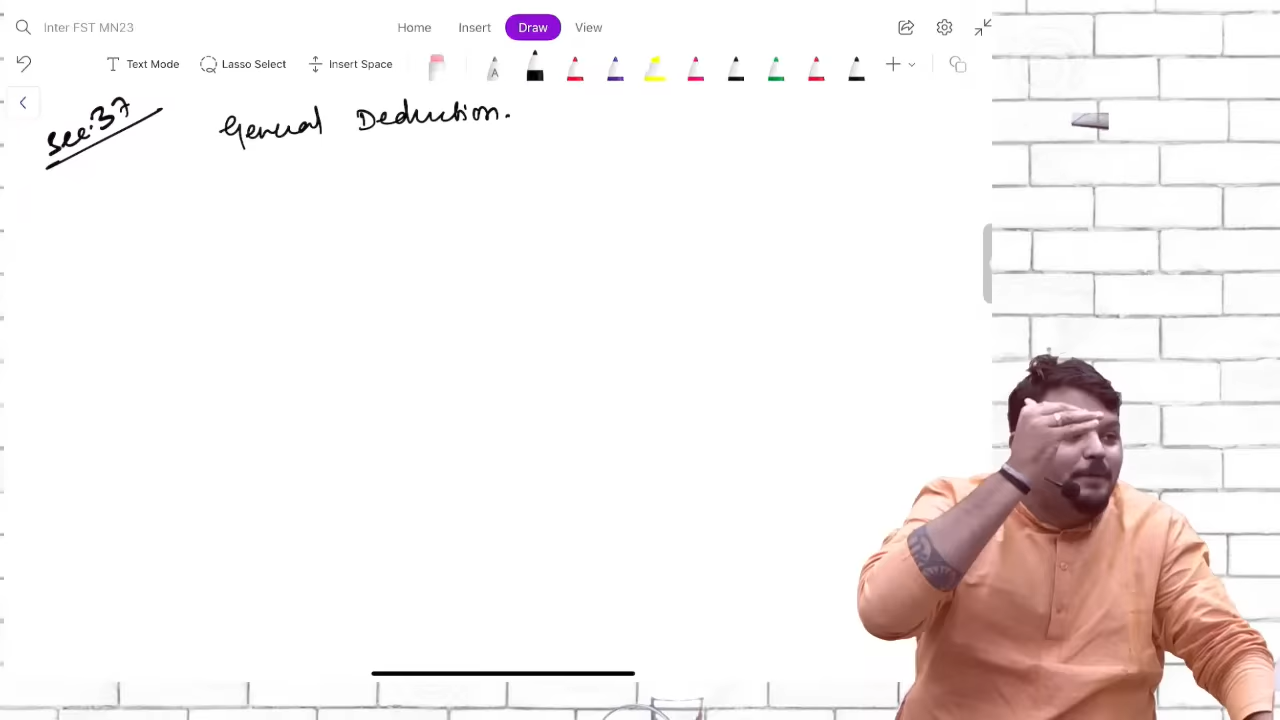 Inter FST MN23
Home Insert Draw View
Text Mode Lasso Select Insert Space
A
Sec. 37 General Deduction.